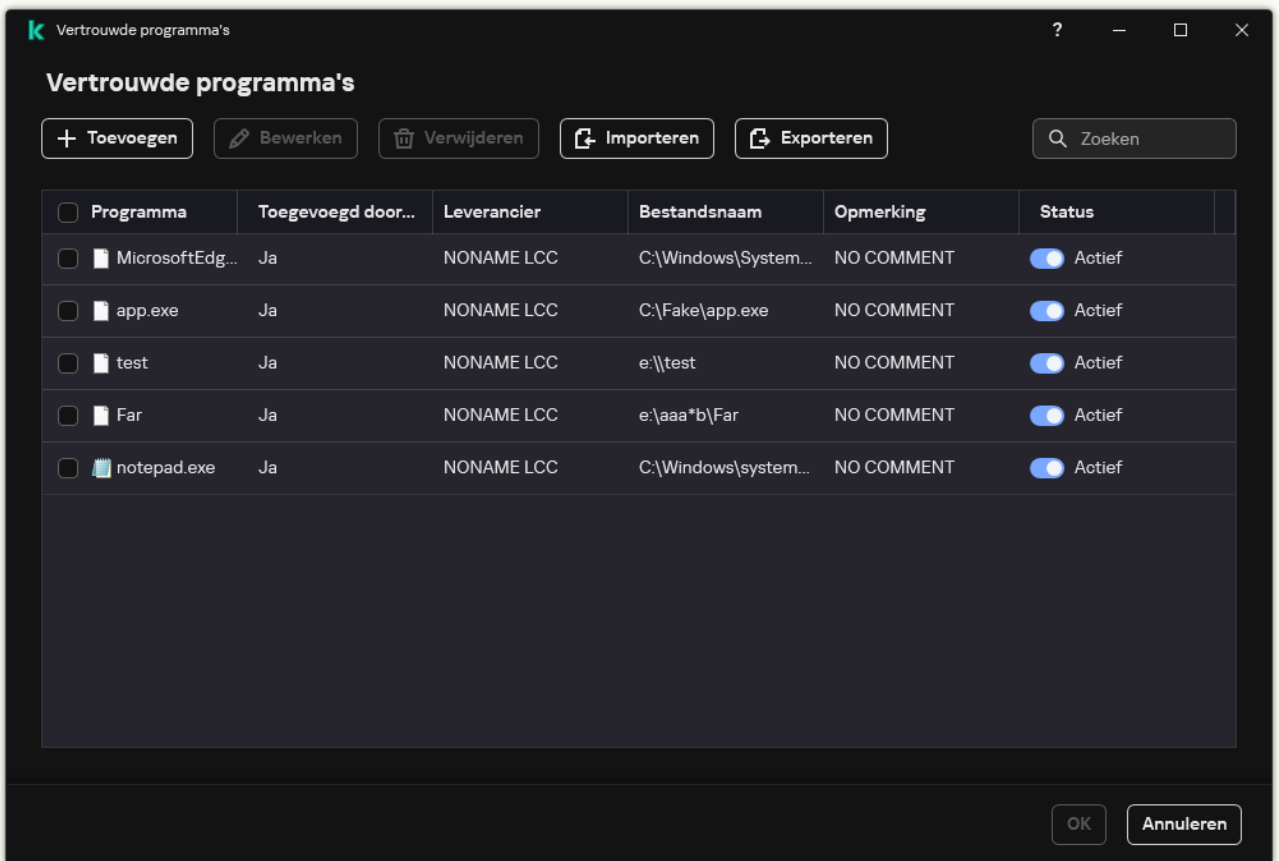 Vertrouwde programma's ?
Vertrouwde programma's
Toevoegen Bewerken Verwijderen Importeren Exporteren Zoeken
Programma Toegevoegd door... Leverancier Bestandsnaam Opmerking Status
MicrosoftEdg... Ja NONAME LCC C:\Windows\System... NO COMMENT Actief
app.exe Ja NONAME LCC C:\Fake\app.exe NO COMMENT Actief
test Ja NONAME LCC e:\\test NO COMMENT Actief
Far Ja NONAME LCC e:\aaa*b\Far NO COMMENT Actief
notepad.exe Ja NONAME LCC C:\Windows\system... NO COMMENT Actief
OK Annuleren